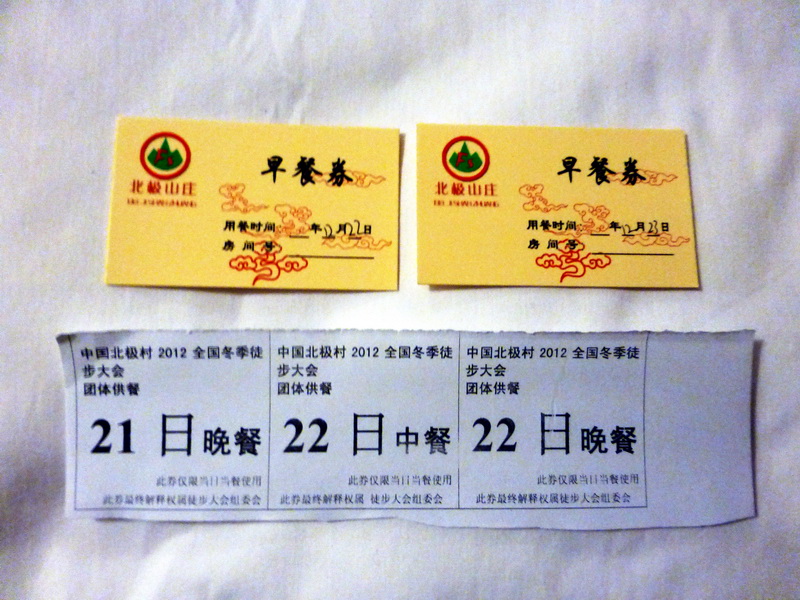 早餐券
北极山庄
用餐时间 年12月22日
房间号
早餐券
北极山庄
用餐时间 年12月23日
房间号
中国北极村 2012 全国冬季徒
步大会
团体供餐
21 日晚餐
此券仅限当日当餐使用
此券最终解释权属徒步大会组委会
中国北极村 2012 全国冬季徒
步大会
团体供餐
22 日中餐
此券仅限当日当餐使用
此券最终解释权属 徒步大会组委会
中国北极村 2012 全国冬季徒
步大会
团体供餐
22 日晚餐
此券仅限当日当餐使用
此券最终解释权属徒步大会组委会